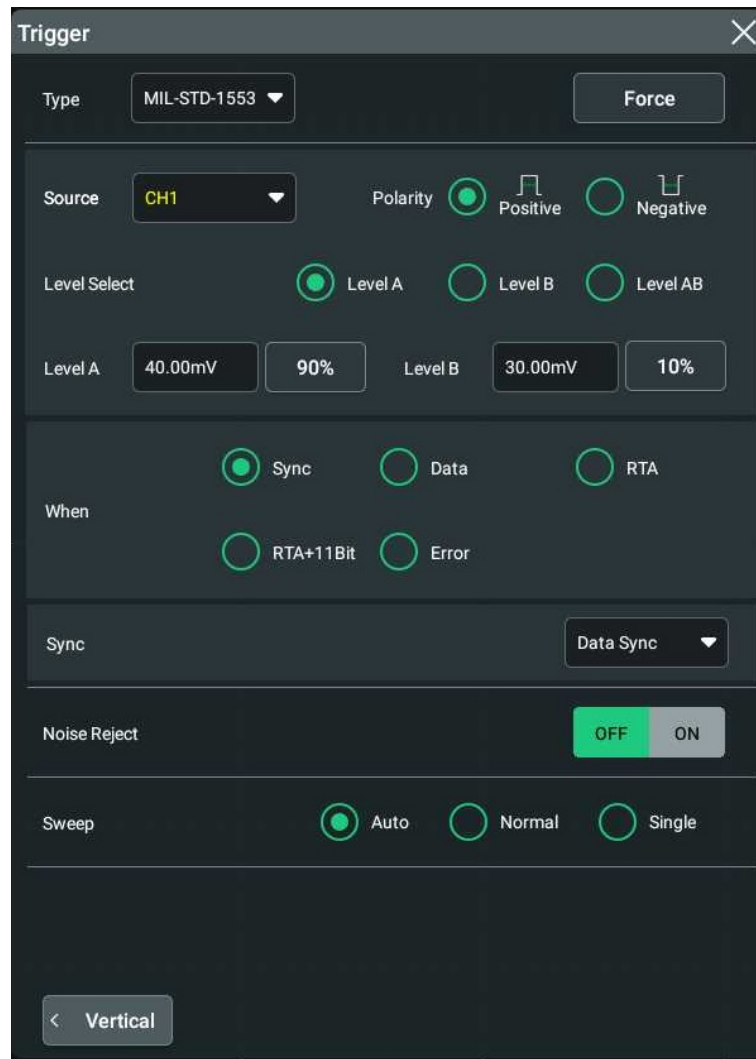 Trigger
Type MIL-STD-1553 Force
Source CH1 Polarity Positive Negative
Level Select Level A Level B Level AB
Level A 40.00mV 90% Level B 30.00mV 10%
When Sync Data RTA
RTA+11Bit Error
Sync Data Sync
Noise Reject OFF ON
Sweep Auto Normal Single
Vertical